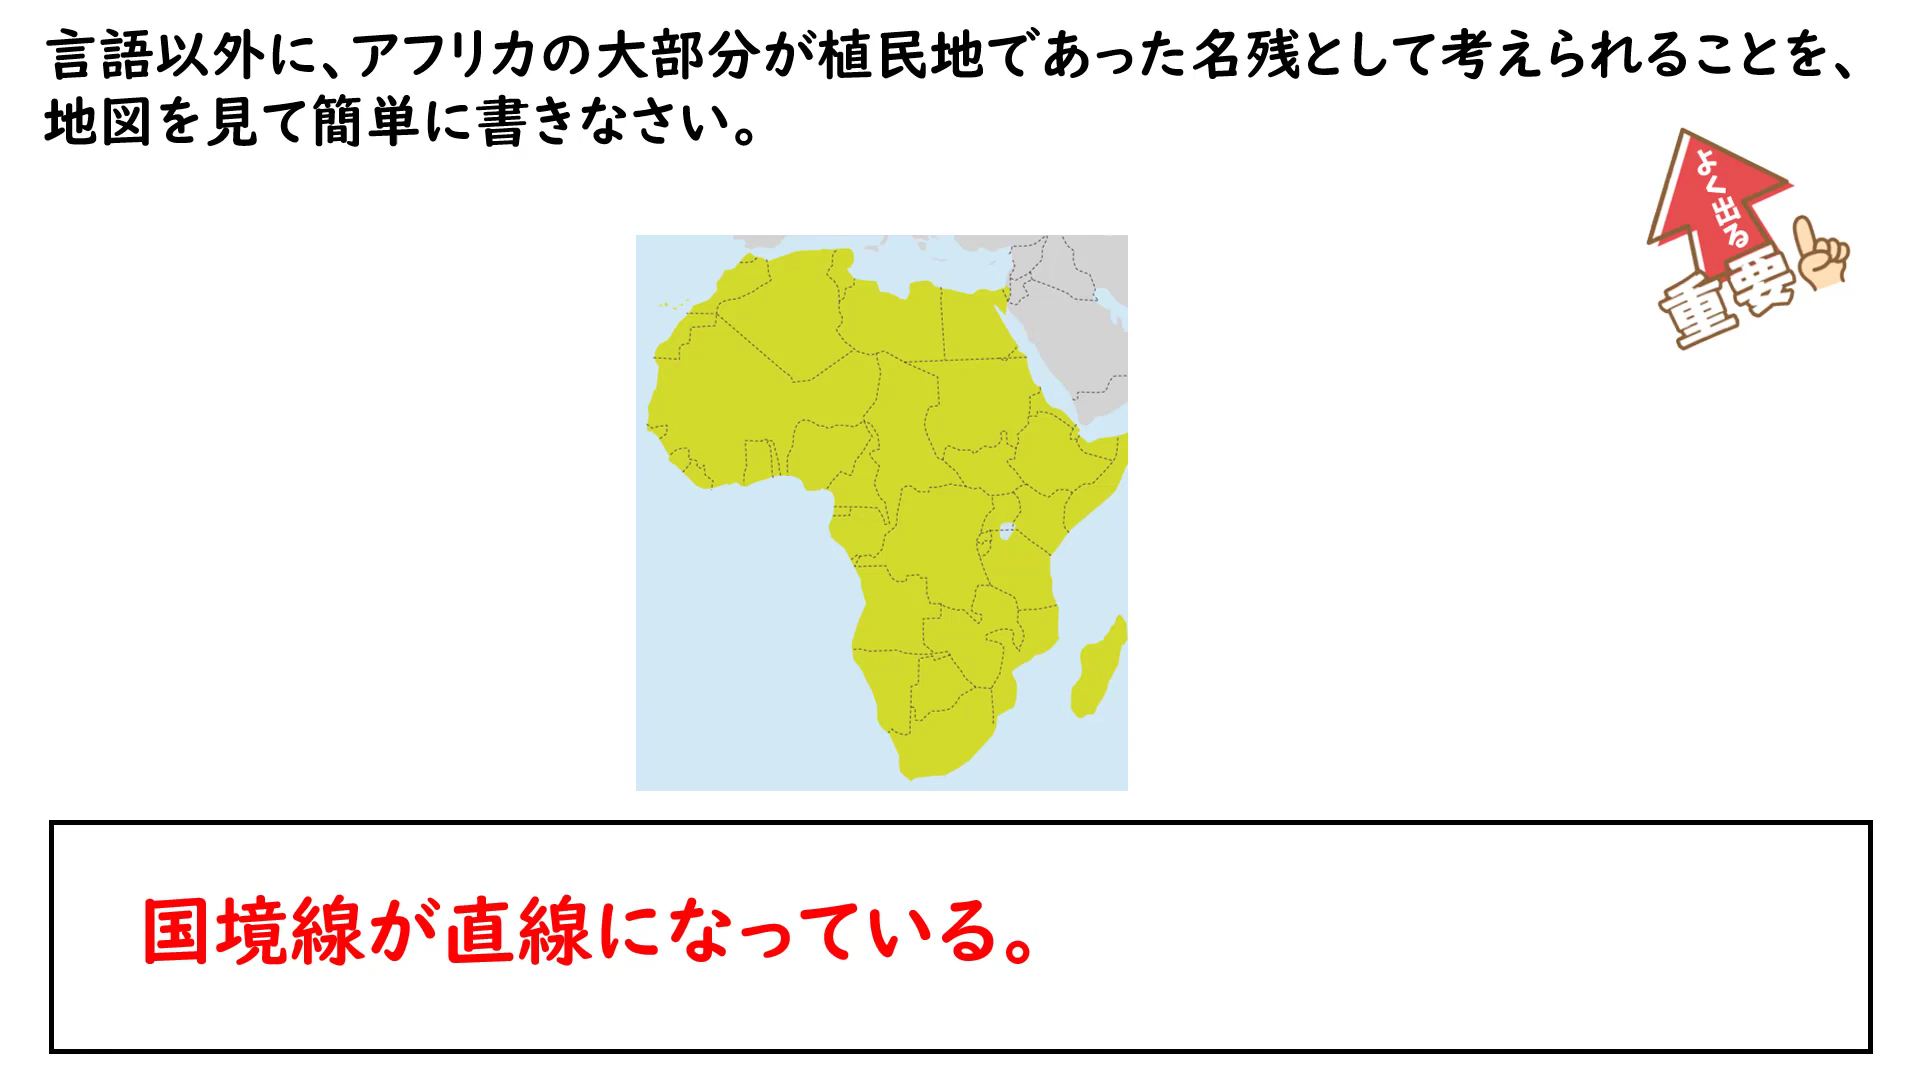 言語以外に、アフリカの大部分が植民地であった名残として考えられることを、
地図を見て簡単に書きなさい。
よく出る
重要
国境線が直線になっている。